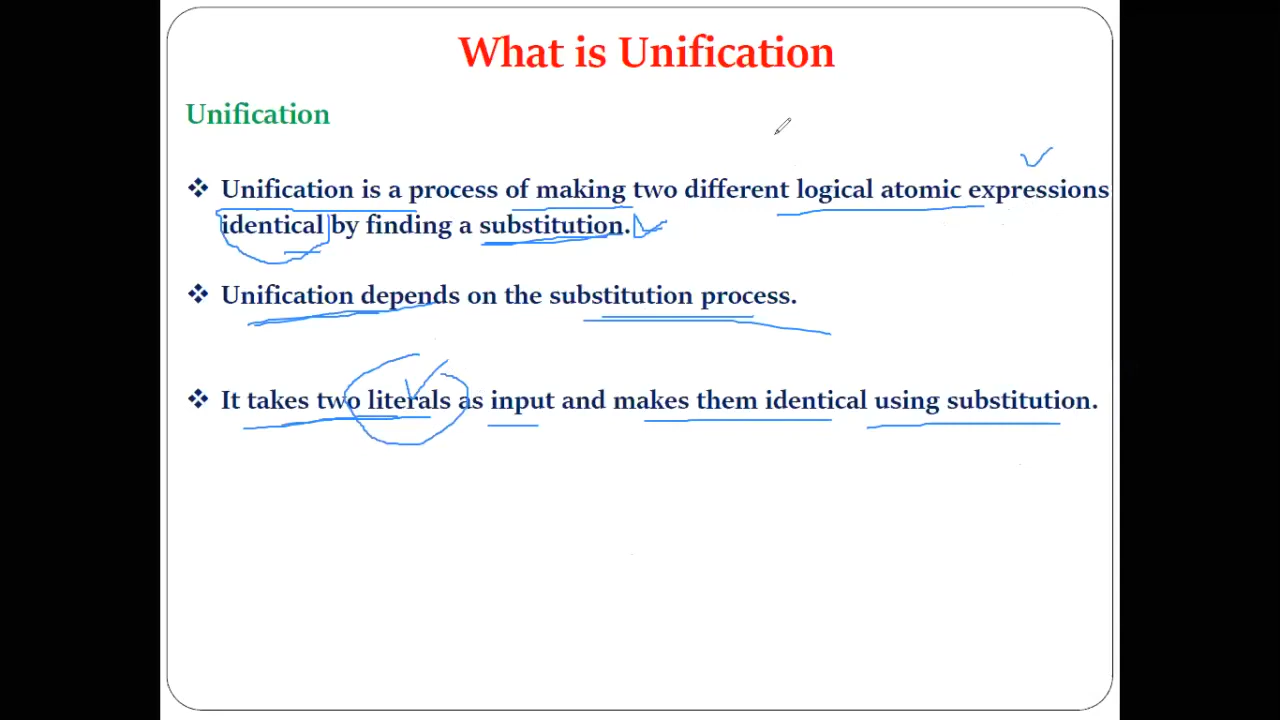 What is Unification
Unification
❖ Unification is a process of making two different logical atomic expressions
identical by finding a substitution.
❖ Unification depends on the substitution process.
❖ It takes two literals as input and makes them identical using substitution.